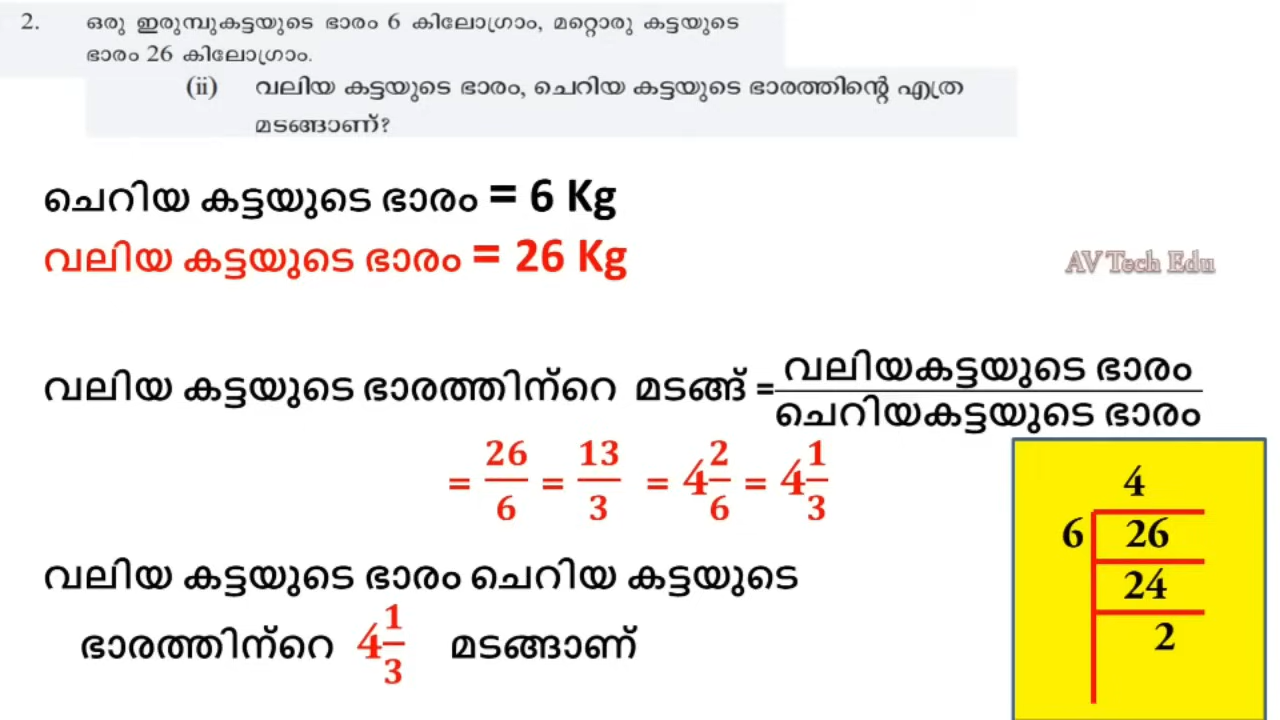 2. ഒരു ഇരുമ്പുകട്ടയുടെ ഭാരം 6 കിലോഗ്രാം, മറ്റൊരു കട്ടയുടെ
ഭാരം 26 കിലോഗ്രാം.
(ii) വലിയ കട്ടയുടെ ഭാരം, ചെറിയ കട്ടയുടെ ഭാരത്തിന്റെ എത്ര
മടങ്ങാണ്?
ചെറിയ കട്ടയുടെ ഭാരം = 6 Kg
വലിയ കട്ടയുടെ ഭാരം = 26 Kg
AV Tech Edu
വലിയ കട്ടയുടെ ഭാരത്തിന്റെ മടങ്ങ് = വലിയകട്ടയുടെ ഭാരം
ചെറിയകട്ടയുടെ ഭാരം
= 26/6 = 13/3 = 4 2/6 = 4 1/3
വലിയ കട്ടയുടെ ഭാരം ചെറിയ കട്ടയുടെ
ഭാരത്തിന്റെ 4 1/3 മടങ്ങാണ്
4
6 26
24
2